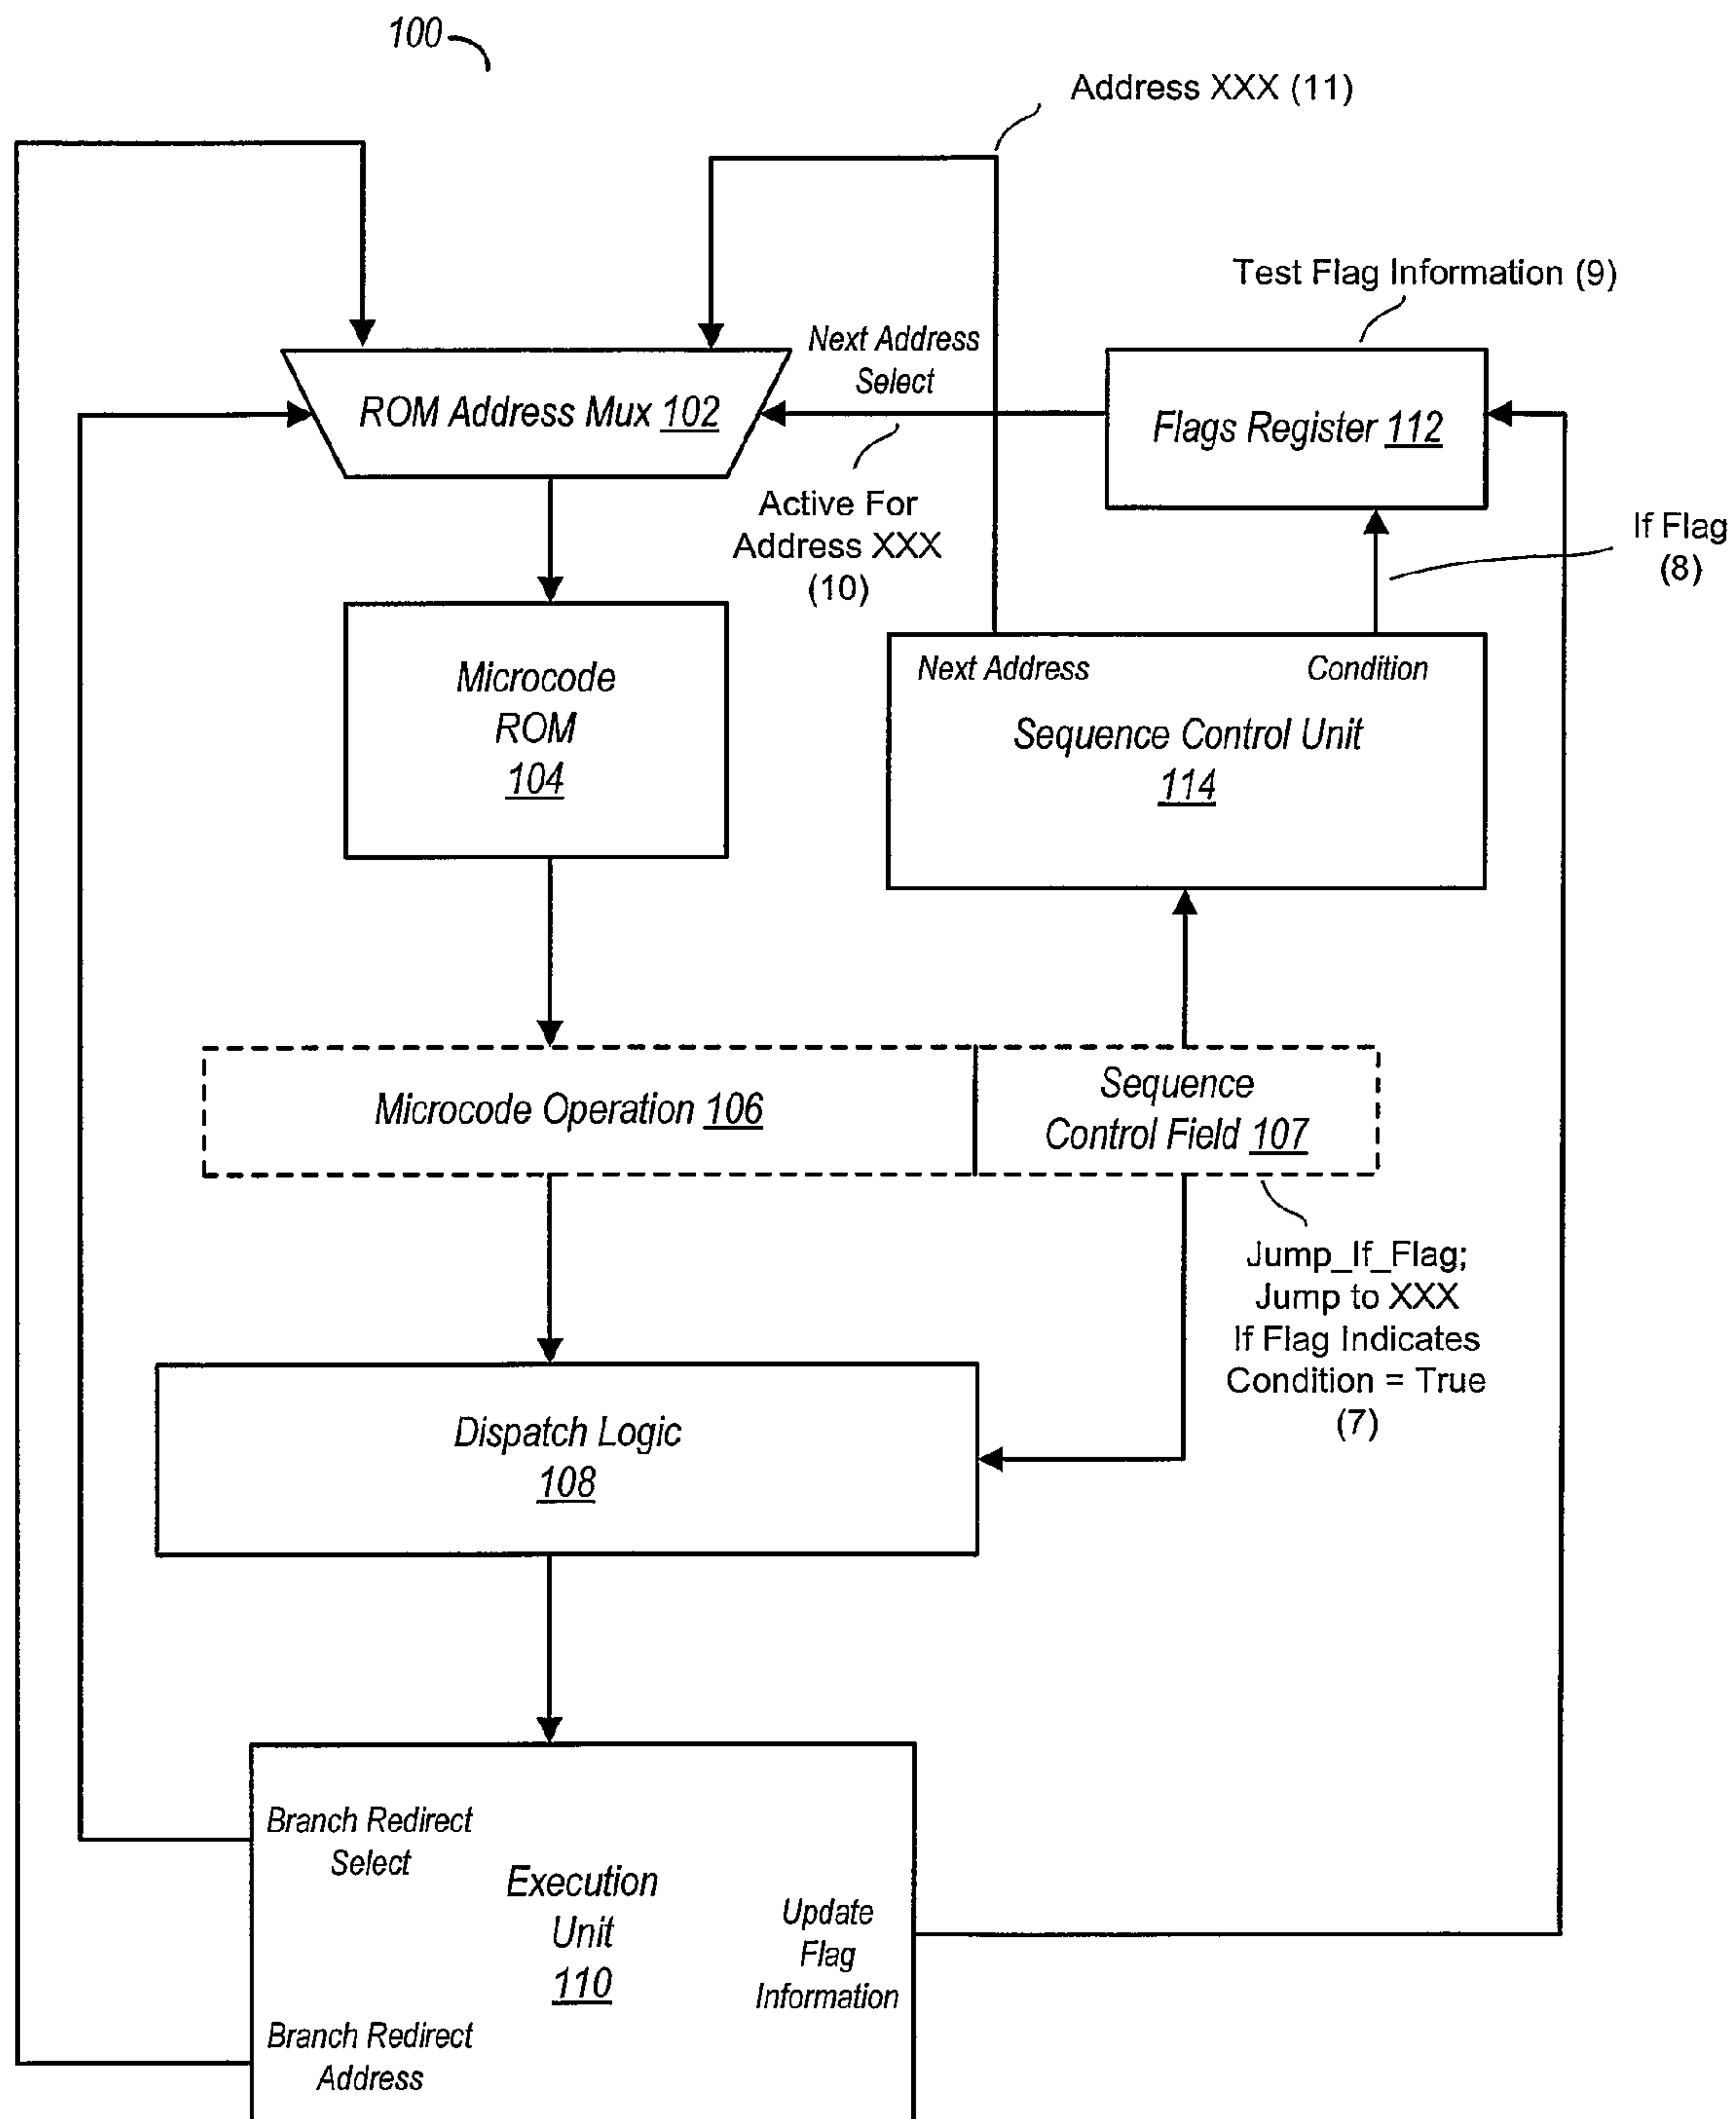 100
Address XXX (11)
Test Flag Information (9)
Next Address
Select
ROM Address Mux 102
Flags Register 112
Active For
Address XXX
(10)
If Flag
(8)
Microcode
ROM
104
Next Address
Condition
Sequence Control Unit
114
Microcode Operation 106
Sequence
Control Field 107
Jump_If_Flag;
Jump to XXX
If Flag Indicates
Condition = True
(7)
Dispatch Logic
108
Branch Redirect
Select
Execution
Unit
110
Update
Flag
Information
Branch Redirect
Address